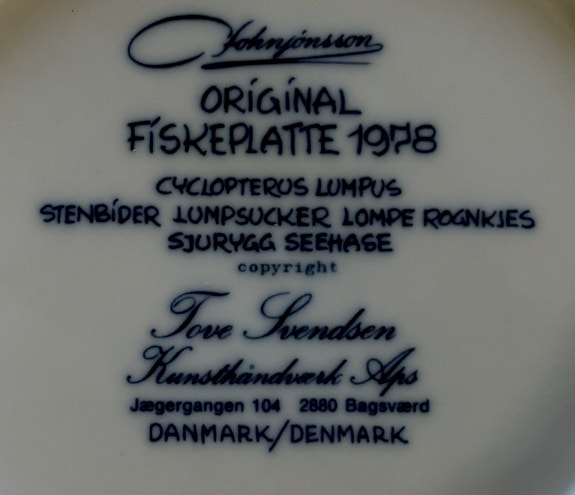 Johnjónsson
ORIGINAL
FISKEPLATTE 1978
CYCLOPTERUS LUMPUS
STENBIDER LUMPSUCKER LOMPE ROGNKJES
SJURYGG SEEHASE
copyright
Tove Svendsen
Kunsthåndværk Aps
Jægergangen 104 2880 Bagsværd
DANMARK/DENMARK